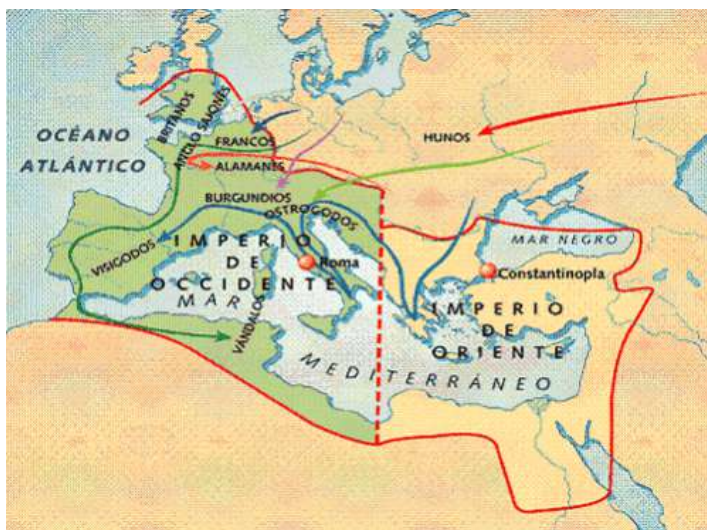 BRITANOS
ANGLO SAJONES
OCÉANO
ATLÁNTICO
FRANCOS
HUNOS
ALAMANES
BURGUNDIOS
OSTROGODOS
VISIGODOS
IMPERIO
DE
OCCIDENTE
Roma
MAR NEGRO
Constantinopla
VÁNDALOS
IMPERIO
DE
ORIENTE
MAR
MEDITERRÁNEO